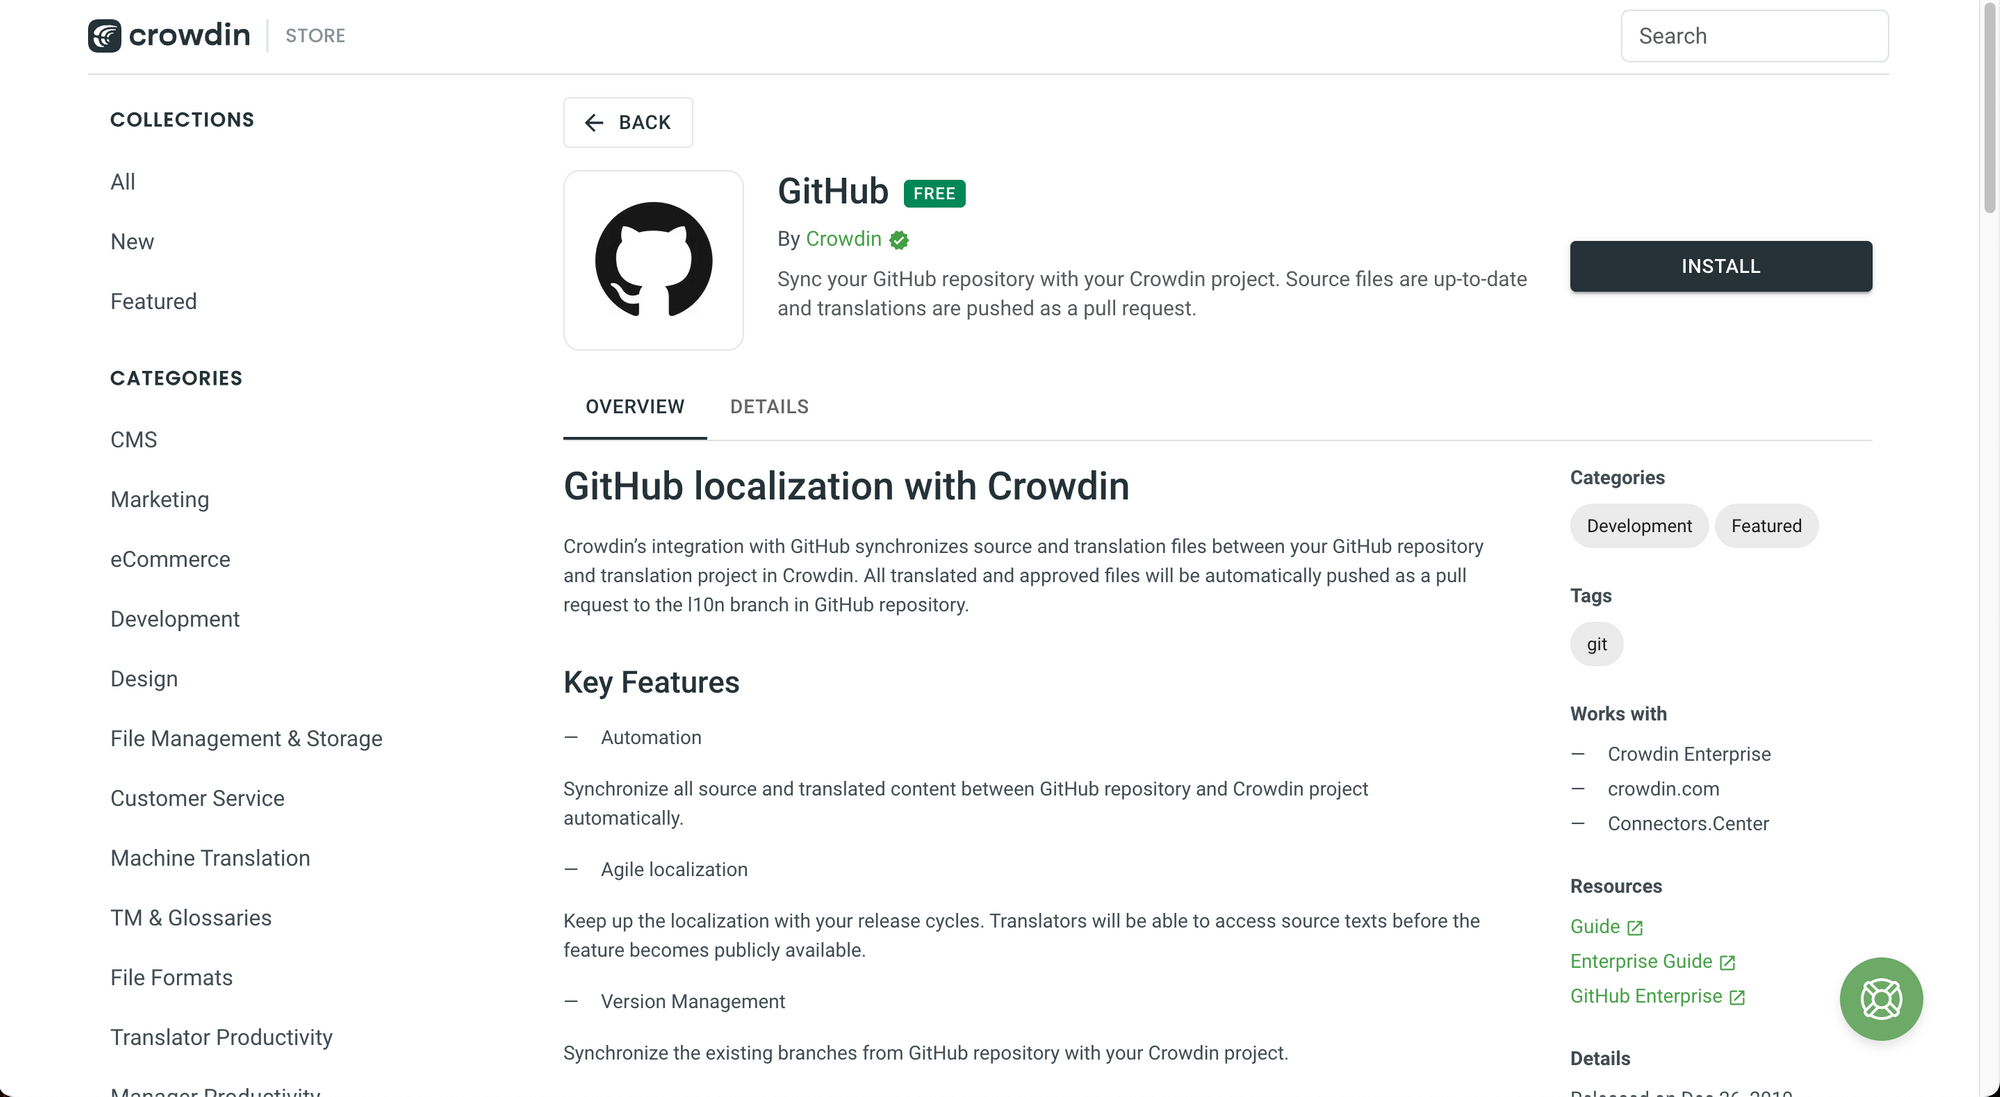 crowdin STORE
Search
COLLECTIONS
All
New
Featured
CATEGORIES
CMS
Marketing
eCommerce
Development
Design
File Management & Storage
Customer Service
Machine Translation
TM & Glossaries
File Formats
Translator Productivity
Manager Productivity
BACK
GitHub FREE
By Crowdin
Sync your GitHub repository with your Crowdin project. Source files are up-to-date
and translations are pushed as a pull request.
INSTALL
OVERVIEW DETAILS
GitHub localization with Crowdin
Crowdin’s integration with GitHub synchronizes source and translation files between your GitHub repository
and translation project in Crowdin. All translated and approved files will be automatically pushed as a pull
request to the l10n branch in GitHub repository.
Key Features
— Automation
Synchronize all source and translated content between GitHub repository and Crowdin project
automatically.
— Agile localization
Keep up the localization with your release cycles. Translators will be able to access source texts before the
feature becomes publicly available.
— Version Management
Synchronize the existing branches from GitHub repository with your Crowdin project.
Categories
Development Featured
Tags
git
Works with
— Crowdin Enterprise
— crowdin.com
— Connectors.Center
Resources
Guide
Enterprise Guide
GitHub Enterprise
Details
Released on Dec 26, 2019